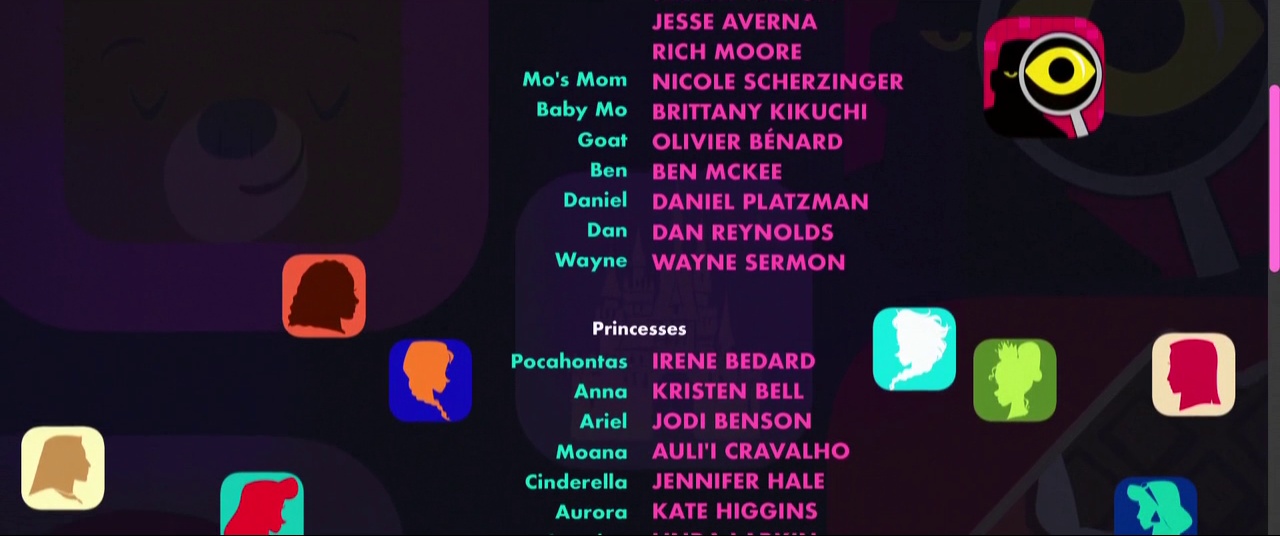 JESSE AVERNA
RICH MOORE
Mo's Mom NICOLE SCHERZINGER
Baby Mo BRITTANY KIKUCHI
Goat OLIVIER BÉNARD
Ben BEN MCKEE
Daniel DANIEL PLATZMAN
Dan DAN REYNOLDS
Wayne WAYNE SERMON
Princesses
Pocahontas IRENE BEDARD
Anna KRISTEN BELL
Ariel JODI BENSON
Moana AULI'I CRAVALHO
Cinderella JENNIFER HALE
Aurora KATE HIGGINS